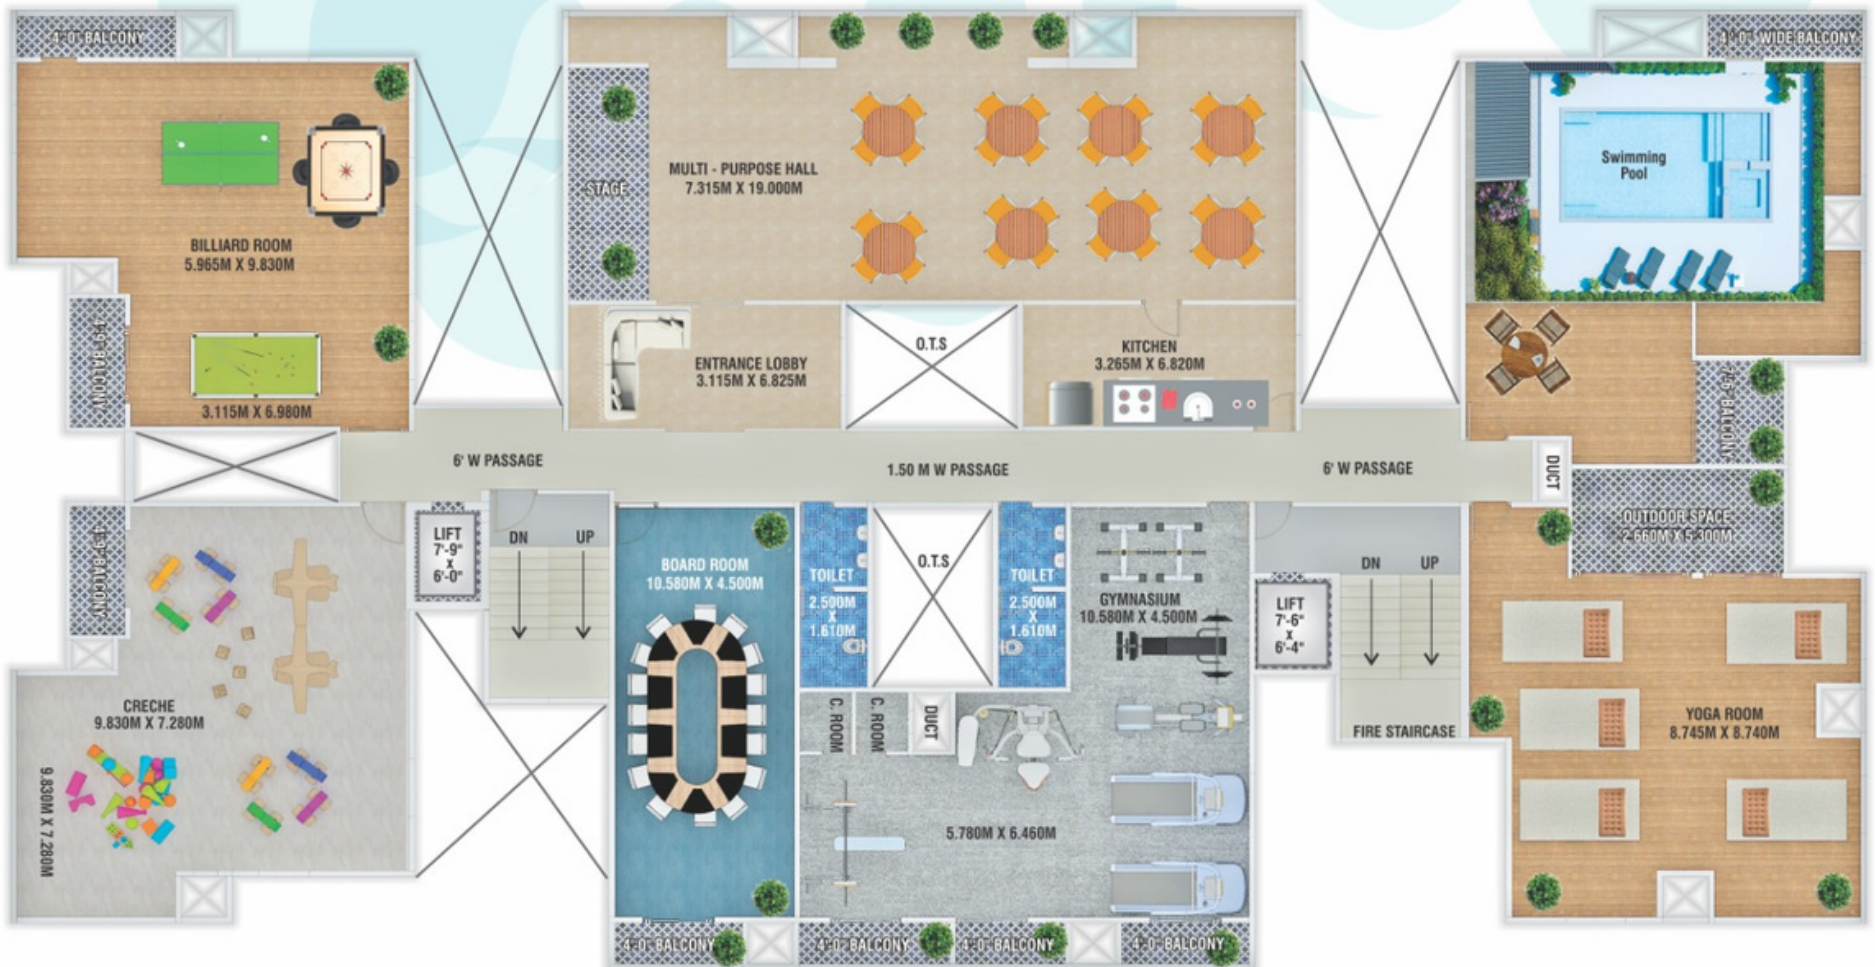 4'-0" BALCONY
4'-0" WIDE BALCONY
STAGE
MULTI - PURPOSE HALL
7.315M X 19.000M
Swimming
Pool
BILLIARD ROOM
5.965M X 9.830M
BALCONY
3.115M X 6.980M
ENTRANCE LOBBY
3.115M X 6.825M
O.T.S
KITCHEN
3.265M X 6.820M
BALCONY
6' W PASSAGE
1.50 M W PASSAGE
6' W PASSAGE
DUCT
BALCONY
LIFT
7'-9"
X
6'-0"
DN
UP
BOARD ROOM
10.580M X 4.500M
TOILET
2.500M
X
1.610M
O.T.S
TOILET
2.500M
X
1.610M
GYMNASIUM
10.580M X 4.500M
LIFT
7'-6"
X
6'-4"
DN
UP
FIRE STAIRCASE
OUTDOOR SPACE
2.660M X 5.300M
CRECHE
9.830M X 7.280M
9.830M X 7.280M
C. ROOM
C. ROOM
DUCT
5.780M X 6.460M
YOGA ROOM
8.745M X 8.740M
4'-0" BALCONY
4'-0" BALCONY
4'-0" BALCONY
4'-0" BALCONY